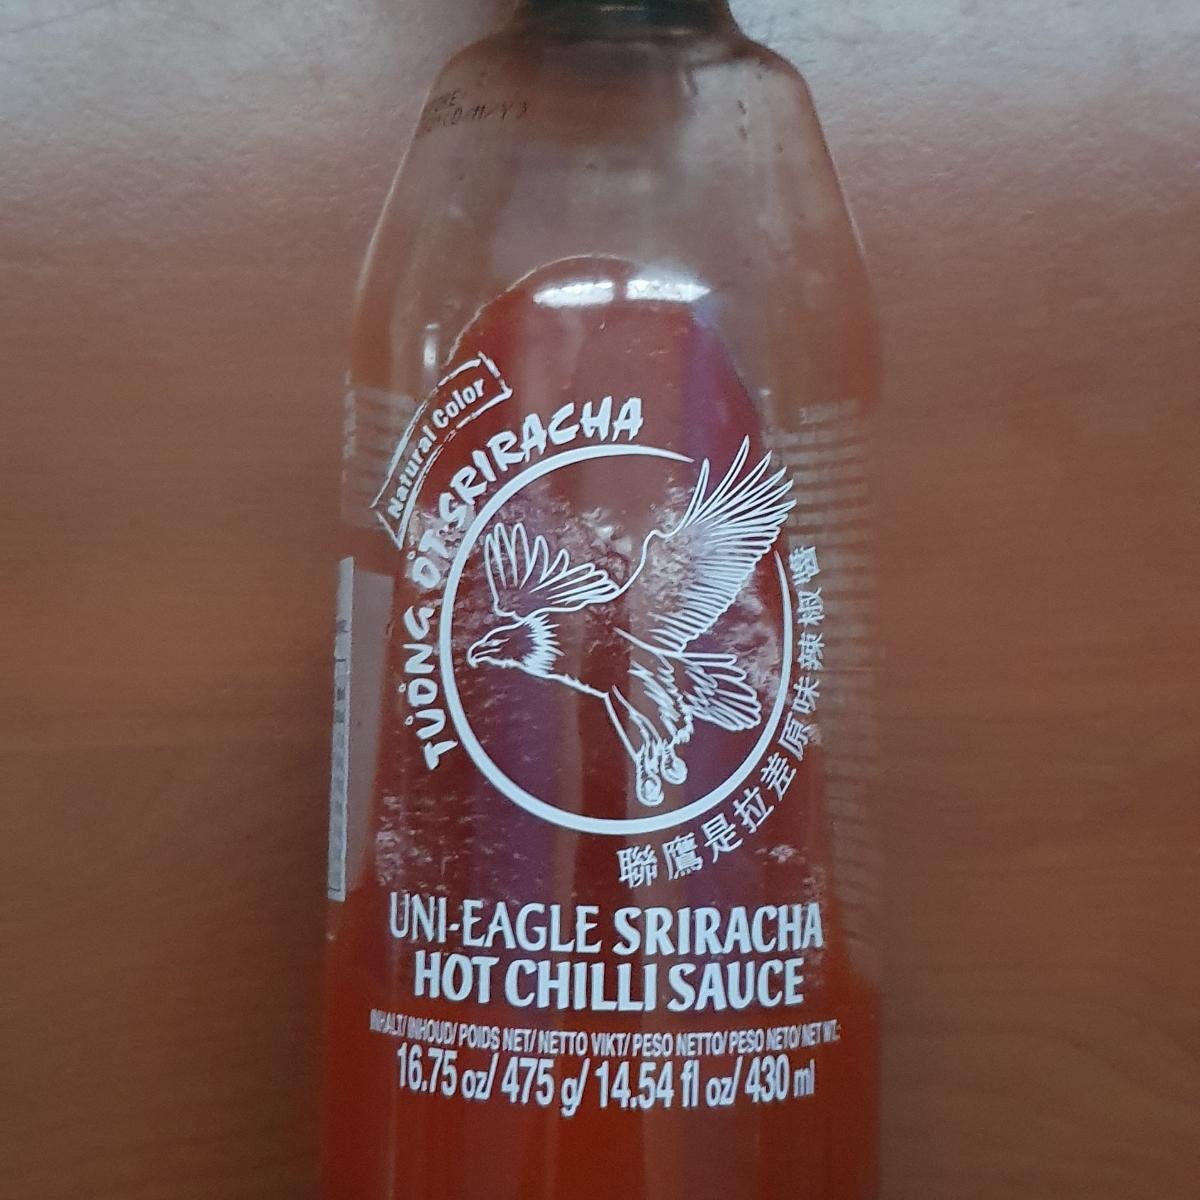 Natural Color
TƯƠNG ỚT SRIRACHA
聯鷹是拉差原味辣椒醬
UNI-EAGLE SRIRACHA
HOT CHILLI SAUCE
INHALT/ INHOUD/ POIDS NET/ NETTO VIKT/ PESO NETTO/ PESO NETO/ NET WT.:
16.75 oz/ 475 g/ 14.54 fl oz/ 430 ml